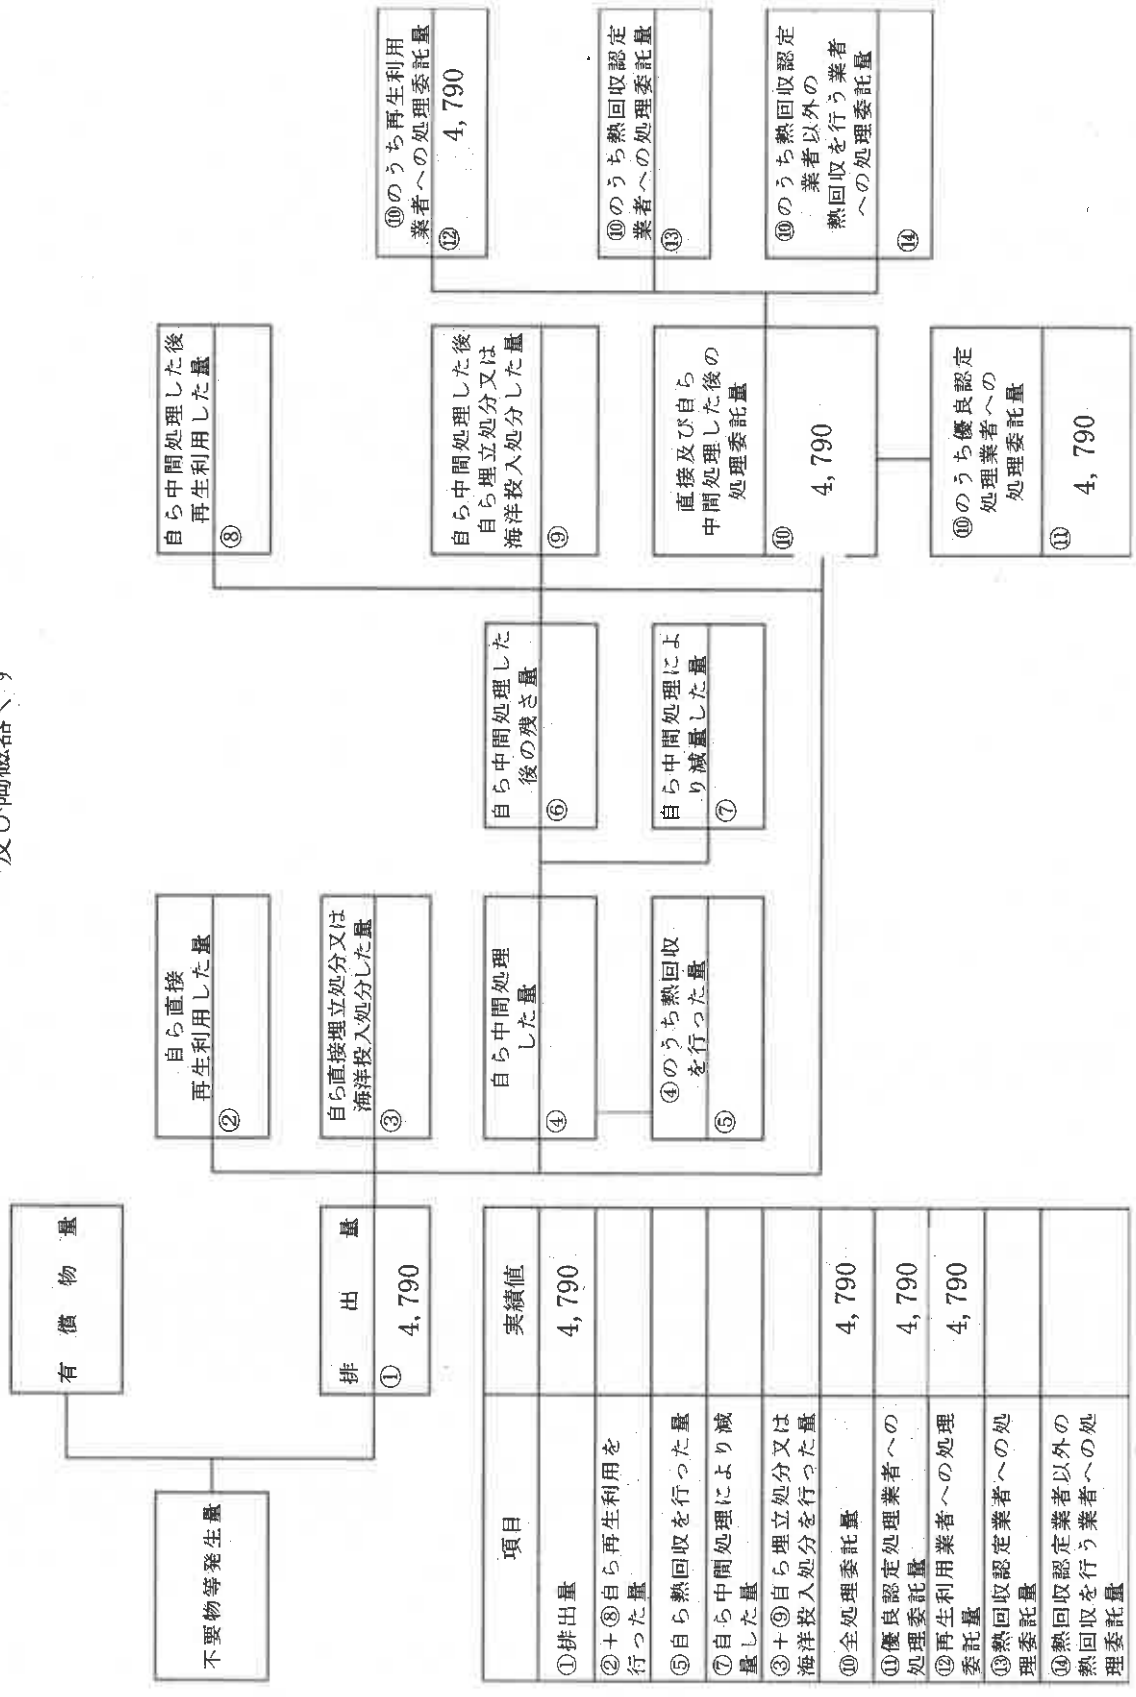 及び陶磁器くず
不要物等発生量
有償物量
排出量
①
4,790
自ら直接
再生利用した量
②
自ら直接埋立処分又は
海洋投入処分した量
③
自ら中間処理
した量
④
④のうち熱回収
を行った量
⑤
自ら中間処理した
後の残さ量
⑥
自ら中間処理によ
り減量した量
⑦
自ら中間処理した後
再生利用した量
⑧
自ら中間処理した後
自ら埋立処分又は
海洋投入処分した量
⑨
直接及び自ら
中間処理した後の
処理委託量
⑩
4,790
⑩のうち優良認定
処理業者への
処理委託量
⑪
4,790
⑩のうち再生利用
業者への処理委託量
⑫
4,790
⑩のうち熱回収認定
業者への処理委託量
⑬
⑩のうち熱回収認定
業者以外の
熱回収を行う業者
への処理委託量
⑭
項目
実績値
①排出量
4,790
②+⑧自ら再生利用を
行った量
⑤自ら熱回収を行った量
⑦自ら中間処理により減
量した量
③+⑨自ら埋立処分又は
海洋投入処分を行った量
⑩全処理委託量
4,790
⑪優良認定処理業者への
処理委託量
4,790
⑫再生利用業者への処理
委託量
4,790
⑬熱回収認定業者への処
理委託量
⑭熱回収認定業者以外の
熱回収を行う業者への処
理委託量